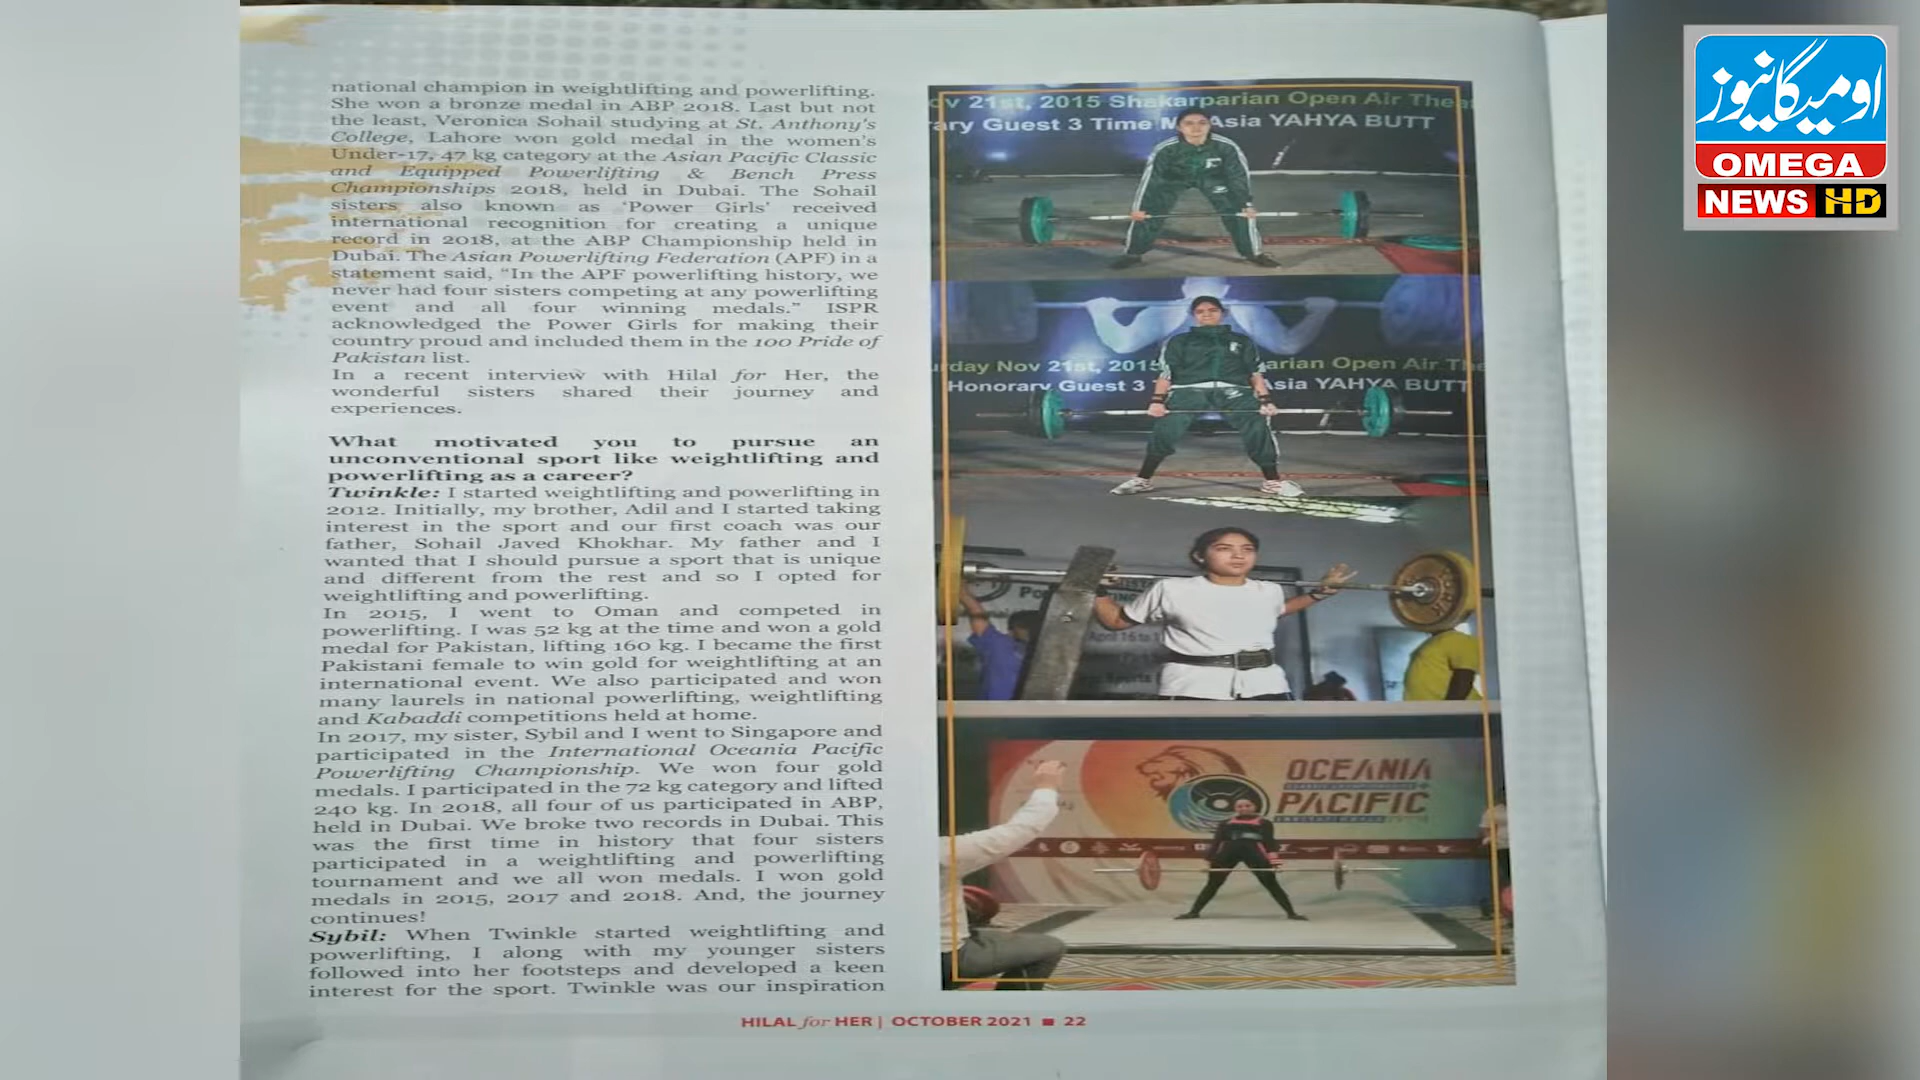 national champion in weightlifting and powerlifting.
She won a bronze medal in ABP 2018. Last but not
the least, Veronica Sohail studying at St. Anthony's
College, Lahore won gold medal in the women's
Under-17, 47 kg category at the Asian Pacific Classic
and Equipped Powerlifting & Bench Press
Championships 2018, held in Dubai. The Sohail
sisters also known as ‘Power Girls’ received
international recognition for creating a unique
record in 2018, at the ABP Championship held in
Dubai. The Asian Powerlifting Federation (APF) in a
statement said, “In the APF powerlifting history, we
never had four sisters competing at any powerlifting
event and all four winning medals.” ISPR
acknowledged the Power Girls for making their
country proud and included them in the 100 Pride of
Pakistan list.
In a recent interview with Hilal for Her, the
wonderful sisters shared their journey and
experiences.
What motivated you to pursue an
unconventional sport like weightlifting and
powerlifting as a career?
Twinkle: I started weightlifting and powerlifting in
2012. Initially, my brother, Adil and I started taking
interest in the sport and our first coach was our
father, Sohail Javed Khokhar. My father and I
wanted that I should pursue a sport that is unique
and different from the rest and so I opted for
weightlifting and powerlifting.
In 2015, I went to Oman and competed in
powerlifting. I was 52 kg at the time and won a gold
medal for Pakistan, lifting 160 kg. I became the first
Pakistani female to win gold for weightlifting at an
international event. We also participated and won
many laurels in national powerlifting, weightlifting
and Kabaddi competitions held at home.
In 2017, my sister, Sybil and I went to Singapore and
participated in the International Oceania Pacific
Powerlifting Championship. We won four gold
medals. I participated in the 72 kg category and lifted
240 kg. In 2018, all four of us participated in ABP,
held in Dubai. We broke two records in Dubai. This
was the first time in history that four sisters
participated in a weightlifting and powerlifting
tournament and we all won medals. I won gold
medals in 2015, 2017 and 2018. And, the journey
continues!
Sybil: When Twinkle started weightlifting and
powerlifting, I along with my younger sisters
followed into her footsteps and developed a keen
interest for the sport. Twinkle was our inspiration
ov 21st, 2015 Shakarparian Open Air Thea
ary Guest 3 Time M Asia YAHYA BUTT
urday Nov 21st, 2015 arian Open Air The
Honorary Guest 3 Asia YAHYA BUTT
April 16 to
OCEANIA
PACIFIC
HILAL for HER | OCTOBER 2021 ■ 22
اومیگا نیوز
OMEGA
NEWS HD